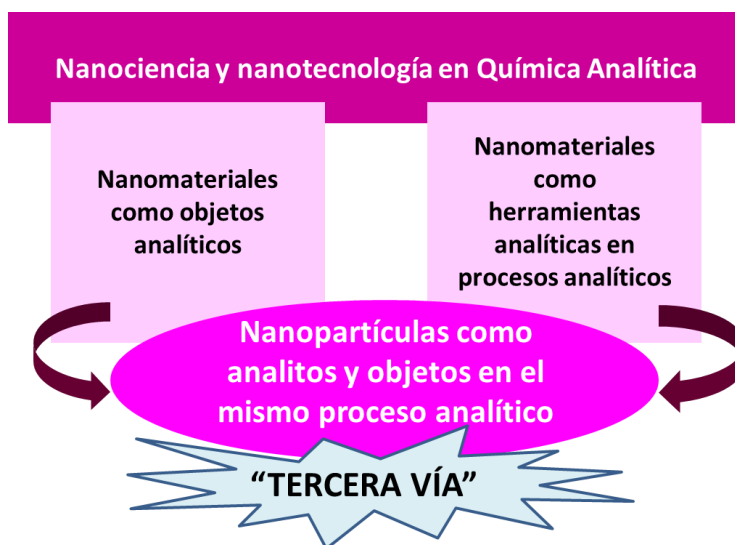 Nanociencia y nanotecnología en Química Analítica
Nanomateriales
como objetos
analíticos
Nanomateriales
como
herramientas
analíticas en
procesos analíticos
Nanopartículas como
analitos y objetos en el
mismo proceso analítico
“TERCERA VÍA”